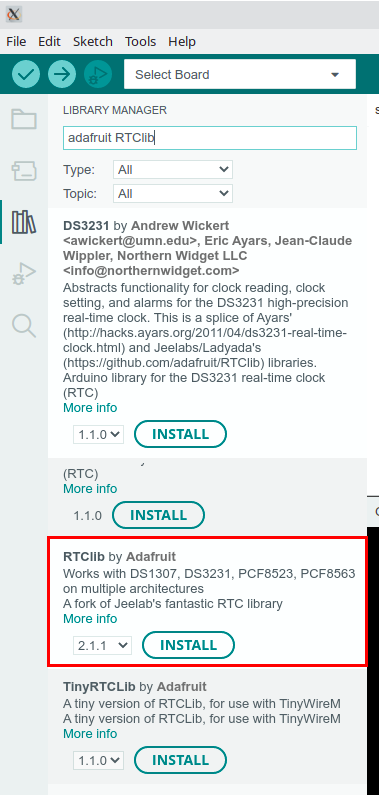 File Edit Sketch Tools Help
Select Board
LIBRARY MANAGER
adafruit RTClib
Type: All
Topic: All
DS3231 by Andrew Wickert
<awickert@umn.edu>, Eric Ayars, Jean-Claude
Wippler, Northern Widget LLC
<info@northernwidget.com>
Abstracts functionality for clock reading, clock
setting, and alarms for the DS3231 high-precision
real-time clock. This is a splice of Ayars'
(http://hacks.ayars.org/2011/04/ds3231-real-time-
clock.html) and Jeelabs/Ladyada's
(https://github.com/adafruit/RTClib) libraries.
Arduino library for the DS3231 real-time clock
(RTC)
More info
1.1.0 INSTALL
(RTC)
More info
1.1.0 INSTALL
RTClib by Adafruit
Works with DS1307, DS3231, PCF8523, PCF8563
on multiple architectures
A fork of Jeelab's fantastic RTC library
More info
2.1.1 INSTALL
TinyRTCLib by Adafruit
A tiny version of RTCLib, for use with TinyWireM
A tiny version of RTCLib, for use with TinyWireM
More info
1.1.0 INSTALL